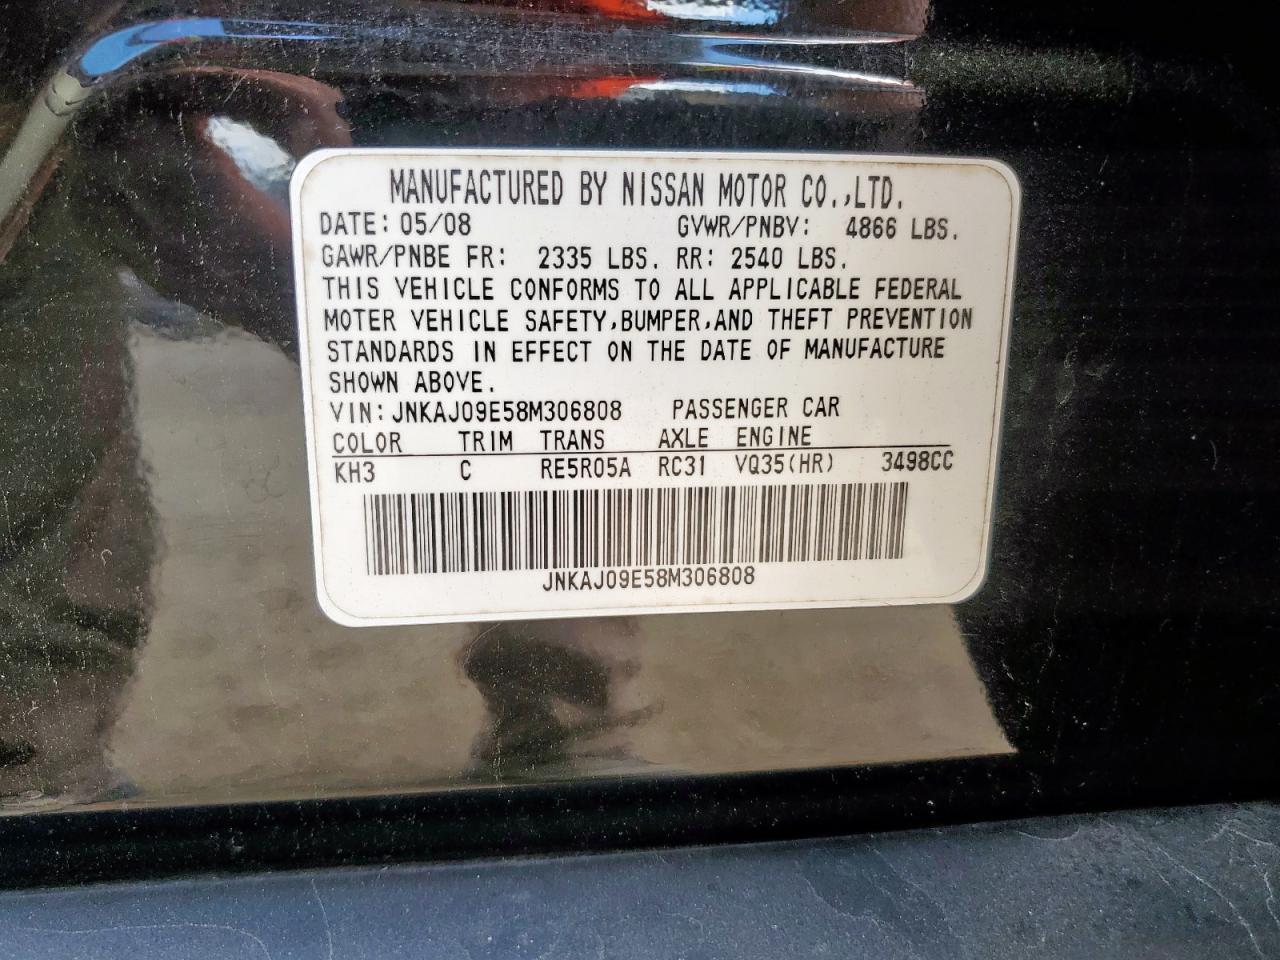 MANUFACTURED BY NISSAN MOTOR CO.,LTD.
DATE: 05/08 GVWR/PNBV: 4866 LBS.
GAWR/PNBE FR: 2335 LBS. RR: 2540 LBS.
THIS VEHICLE CONFORMS TO ALL APPLICABLE FEDERAL
MOTER VEHICLE SAFETY,BUMPER,AND THEFT PREVENTION
STANDARDS IN EFFECT ON THE DATE OF MANUFACTURE
SHOWN ABOVE.
VIN: JNKAJ09E58M306808 PASSENGER CAR
COLOR TRIM TRANS AXLE ENGINE
KH3 C RE5R05A RC31 VQ35(HR) 3498CC
JNKAJ09E58M306808